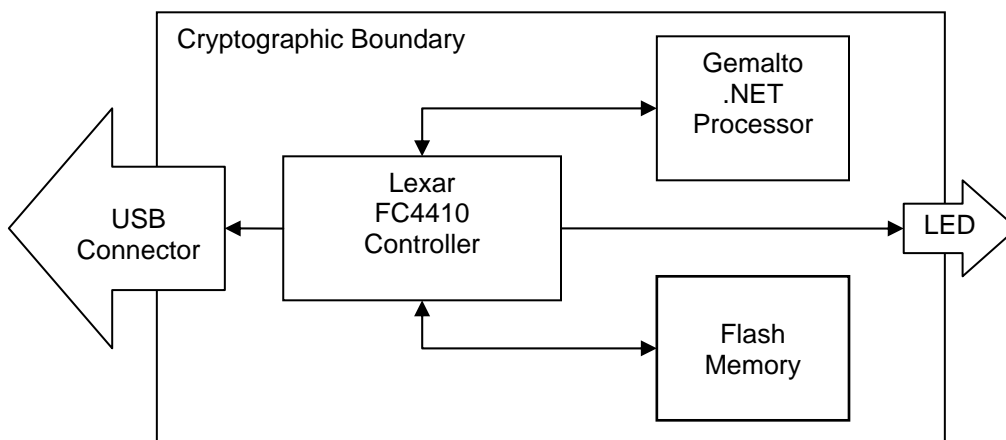 Cryptographic Boundary
Gemalto
.NET
Processor
Lexar
FC4410
Controller
USB
Connector
LED
Flash
Memory